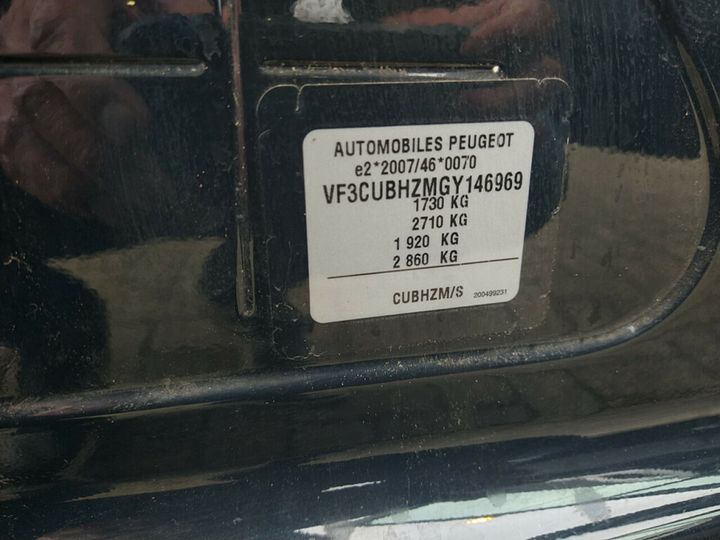 AUTOMOBILES PEUGEOT
e2*2007/46*0070
VF3CUBHZMGY146969
1730 KG
2710 KG
1 920 KG
2 860 KG
CUBHZM/S 200499231